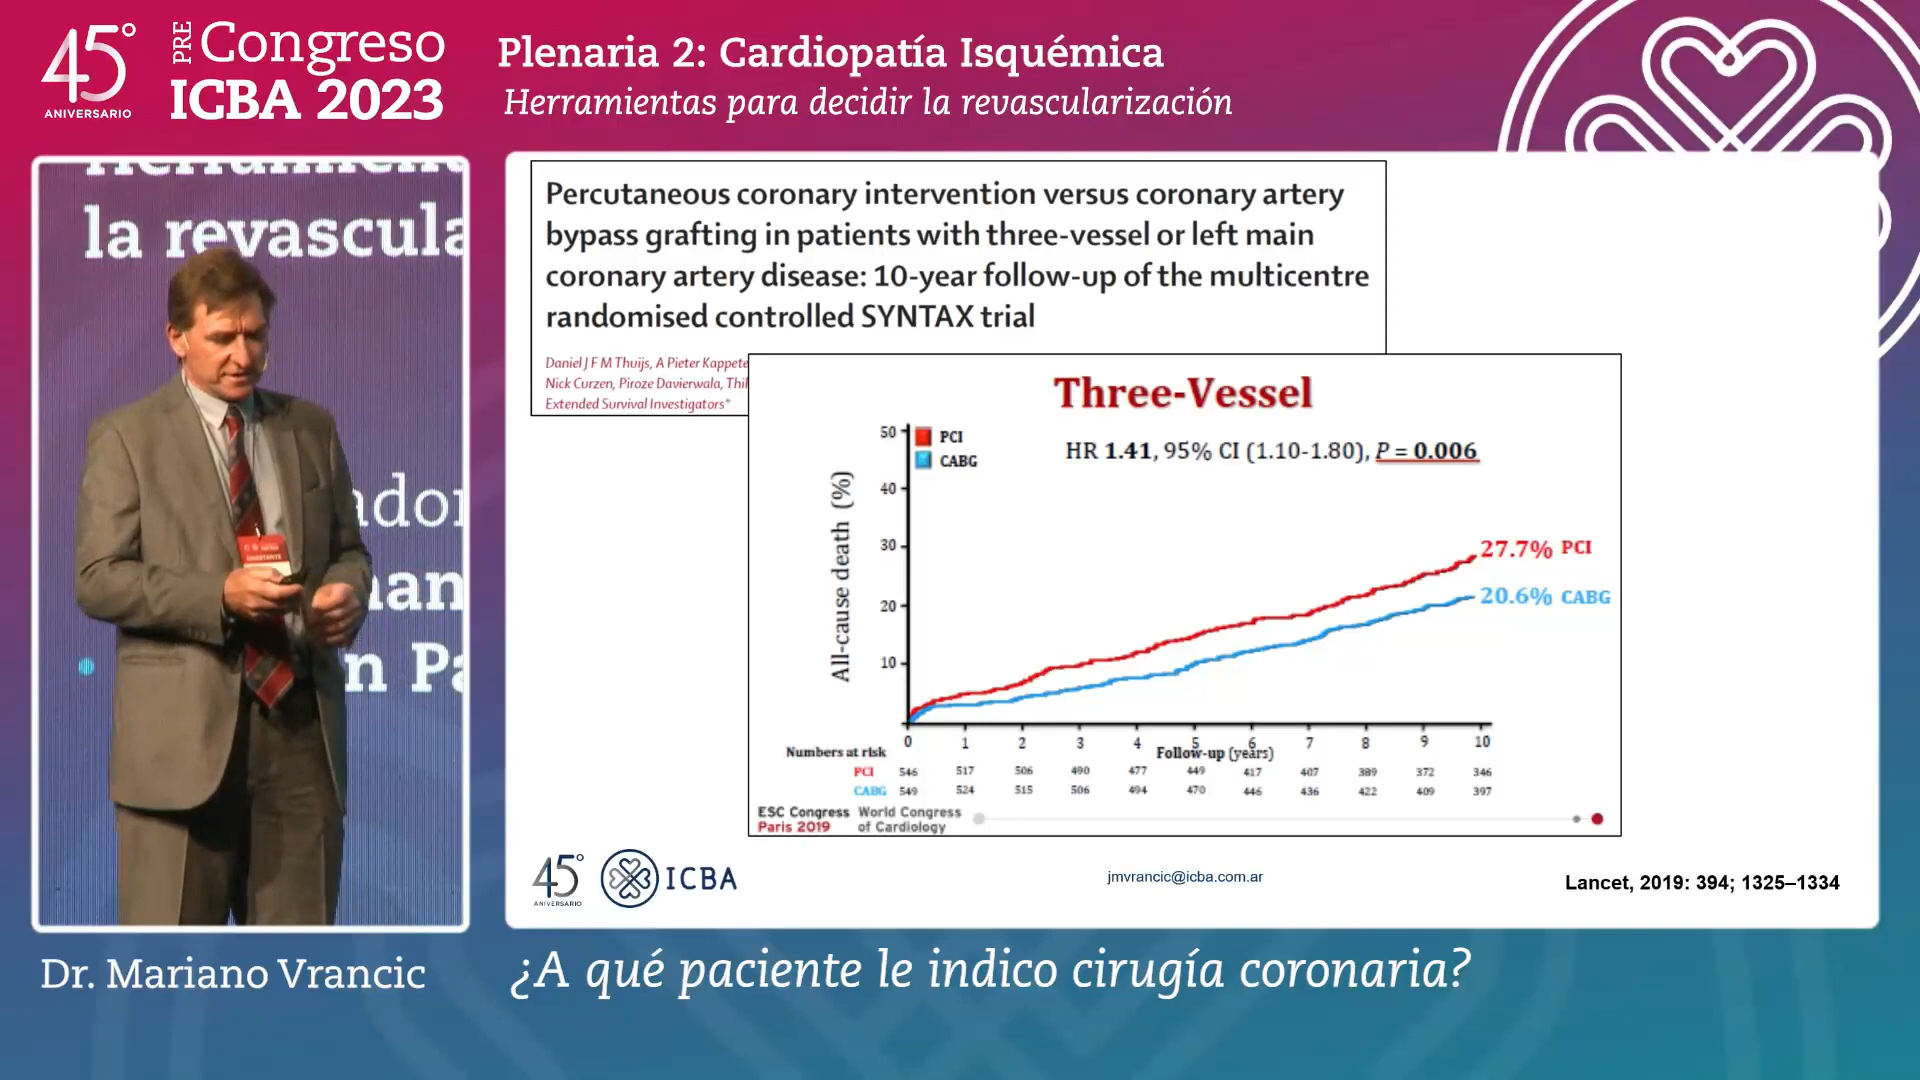 45°
ANIVERSARIO
PRE
Congreso
ICBA 2023
Plenaria 2: Cardiopatía Isquémica
Herramientas para decidir la revascularización
la revascula
Percutaneous coronary intervention versus coronary artery
bypass grafting in patients with three-vessel or left main
coronary artery disease: 10-year follow-up of the multicentre
randomised controlled SYNTAX trial
Daniel J F M Thuijs, A Pieter Kappete
Nick Curzen, Piroze Davierwala, Thil
Extended Survival Investigators*
Three-Vessel
PCI
CABG
HR 1.41, 95% CI (1.10-1.80), P = 0.006
All-cause death (%)
50
40
30
20
10
27.7% PCI
20.6% CABG
0 1 2 3 4 5 6 7 8 9 10
Follow-up (years)
Numbers at risk
PCI 546 517 506 490 477 449 417 407 389 372 346
CABG 549 524 515 506 494 470 446 436 422 409 397
ESC Congress
Paris 2019
World Congress
of Cardiology
45°
ANIVERSARIO
ICBA
jmvrancic@icba.com.ar
Lancet, 2019: 394; 1325–1334
Dr. Mariano Vrancic
¿A qué paciente le indico cirugía coronaria?